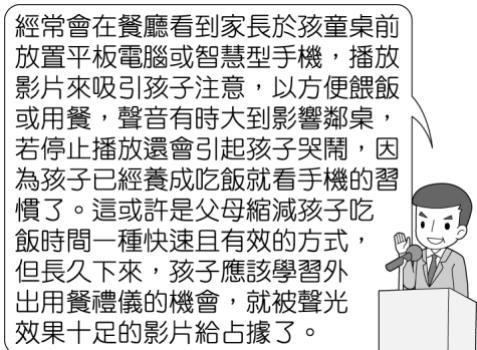 經常會在餐廳看到家長於孩童桌前
放置平板電腦或智慧型手機，播放
影片來吸引孩子注意，以方便餵飯
或用餐，聲音有時大到影響鄰桌，
若停止播放還會引起孩子哭鬧，因
為孩子已經養成吃飯就看手機的習
慣了。這或許是父母縮減孩子吃
飯時間一種快速且有效的方式，
但長久下來，孩子應該學習外
出用餐禮儀的機會，就被聲光
效果十足的影片給占據了。